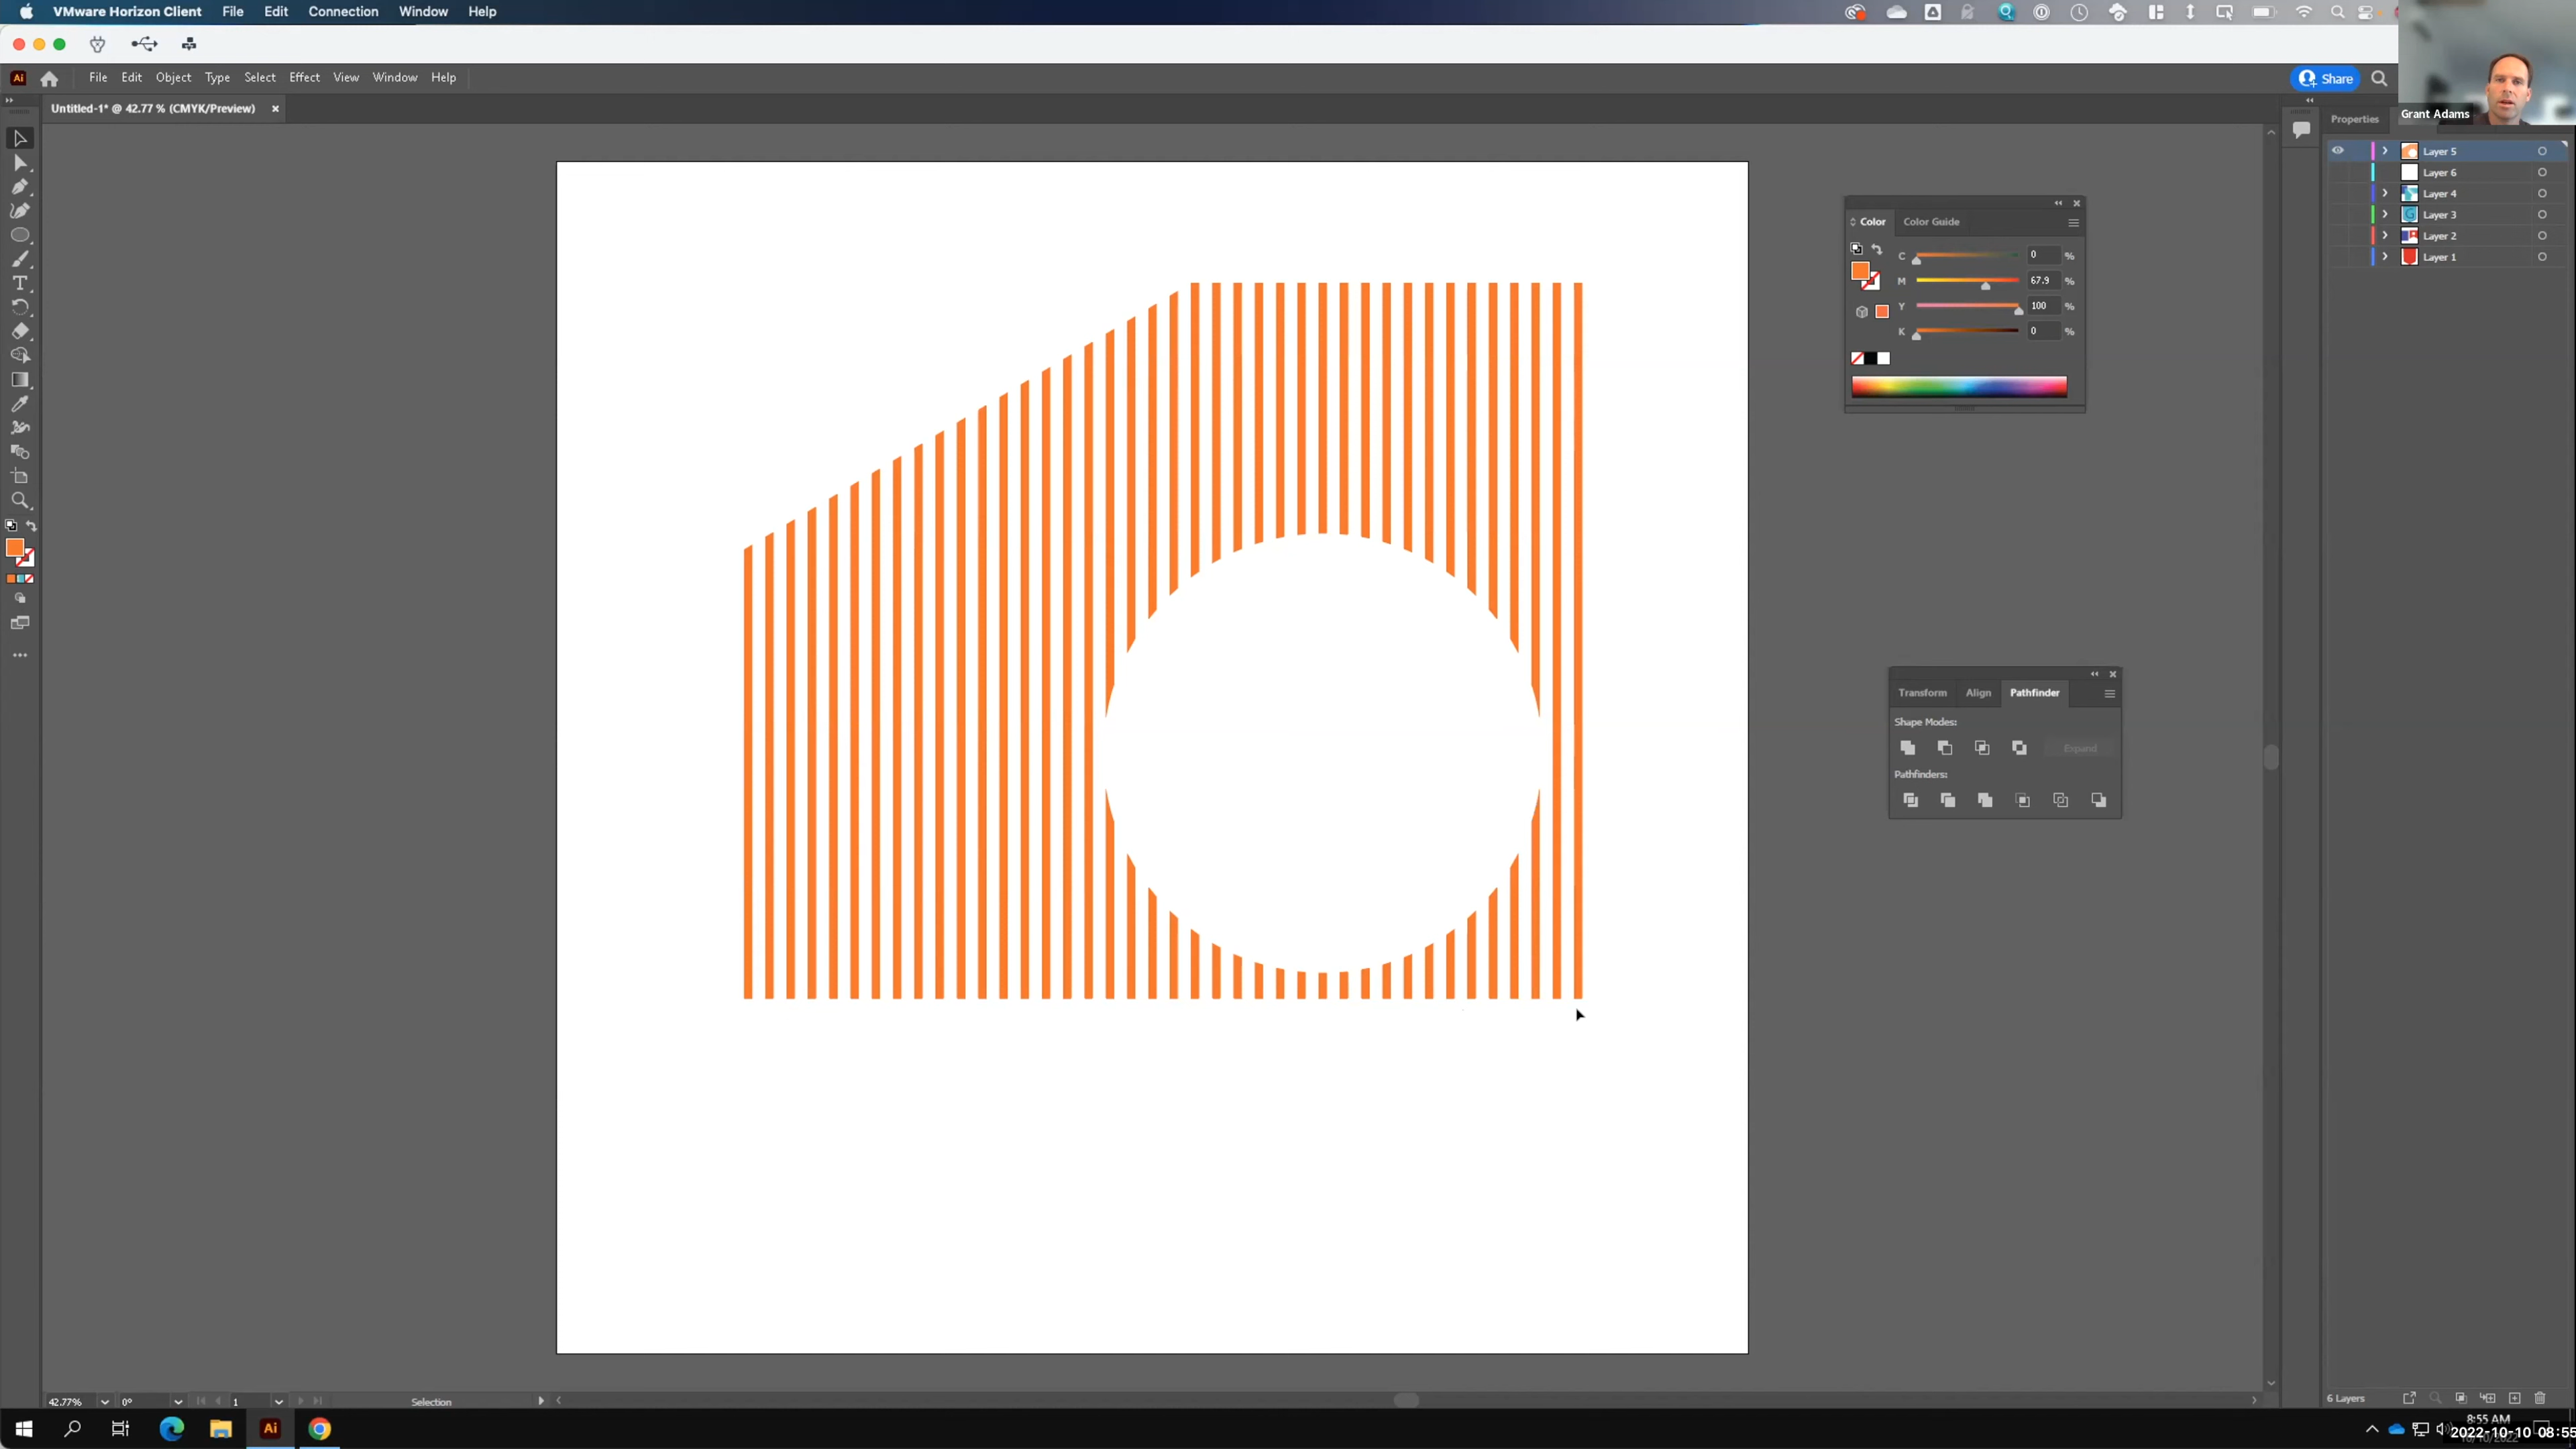 VMware Horizon Client File Edit Connection Window Help
Ai File Edit Object Type Select Effect View Window Help
Share
Grant Adams
Untitled-1* @ 42.77 % (CMYK/Preview)
Properties
Layer 5
Layer 6
Layer 4
Layer 3
Layer 2
Layer 1
Color Color Guide
C 0 %
M 67.9 %
Y 100 %
K 0 %
Transform Align Pathfinder
Shape Modes:
Expand
Pathfinders:
42.77% 0° 1 Selection
6 Layers
Ai
8:55 AM
2022-10-10 08:55